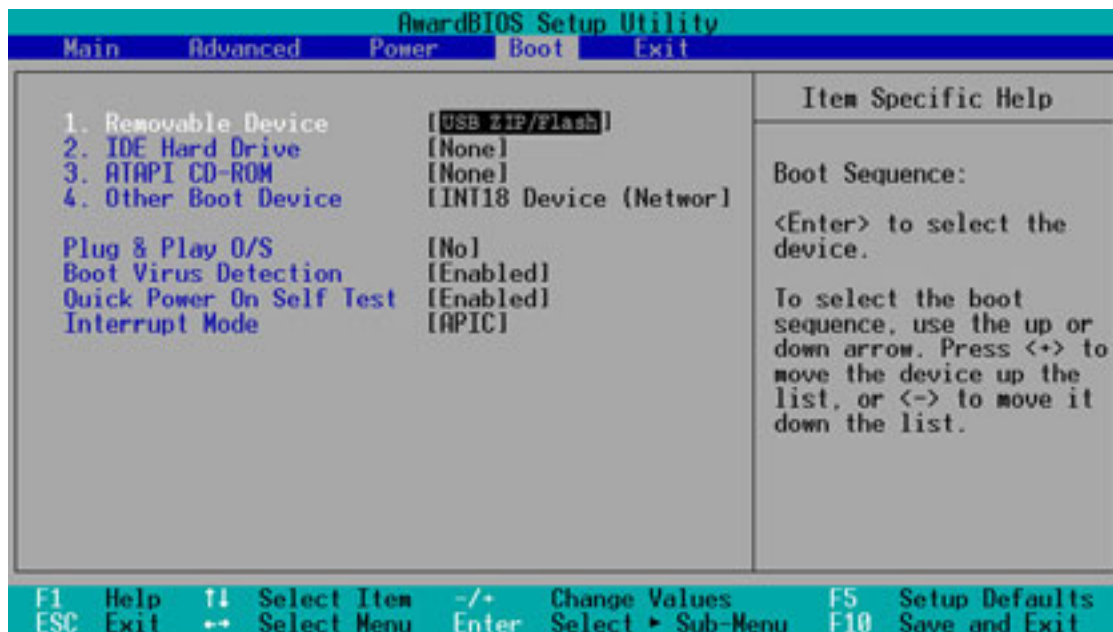 AwardBIOS Setup Utility
Main Advanced Power Boot Exit
1. Removable Device [USB ZIP/Flash]
2. IDE Hard Drive [None]
3. ATAPI CD-ROM [None]
4. Other Boot Device [INT18 Device (Networ]
Plug & Play O/S [No]
Boot Virus Detection [Enabled]
Quick Power On Self Test [Enabled]
Interrupt Mode [APIC]
Item Specific Help
Boot Sequence:
<Enter> to select the
device.
To select the boot
sequence, use the up or
down arrow. Press <+> to
move the device up the
list, or <-> to move it
down the list.
F1 Help ↑↓ Select Item -/+ Change Values F5 Setup Defaults
ESC Exit ←→ Select Menu Enter Select ► Sub-Menu F10 Save and Exit